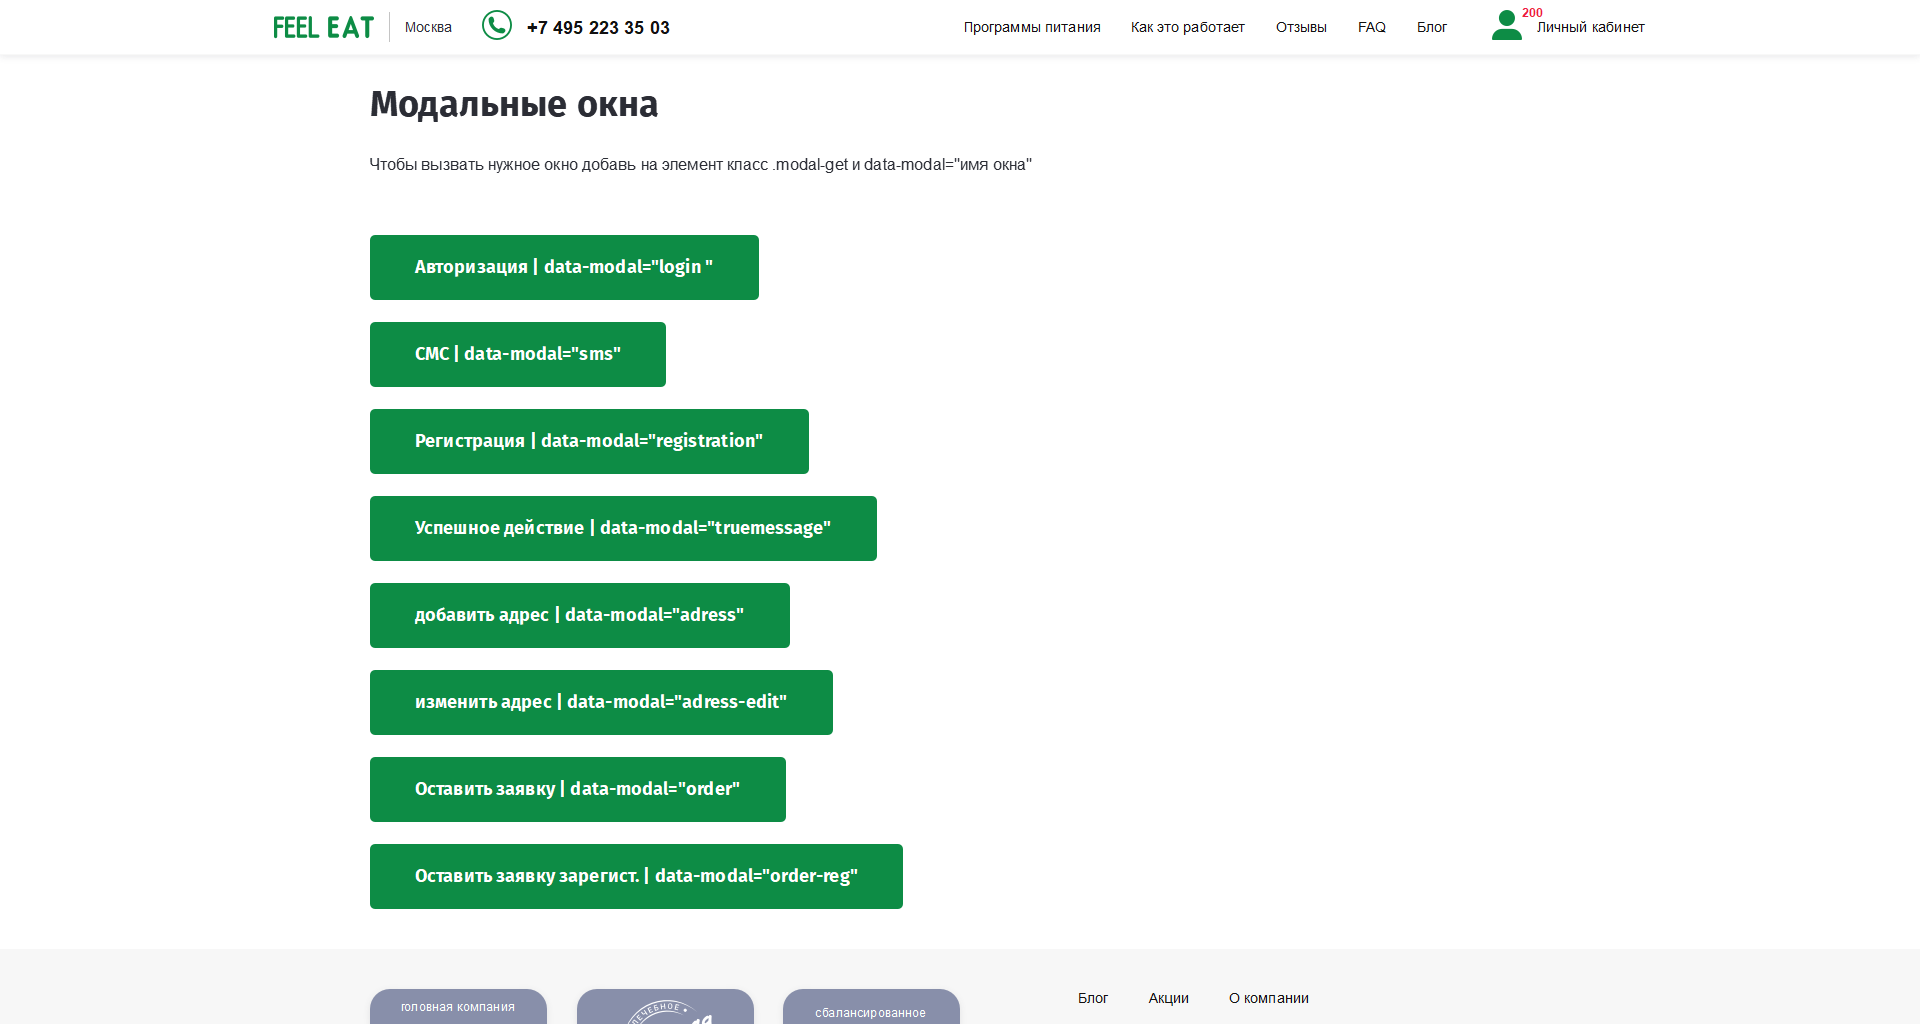 FEEL EAT
Москва
+7 495 223 35 03
Программы питания
Как это работает
Отзывы
FAQ
Блог
200
Личный кабинет
Модальные окна
Чтобы вызвать нужное окно добавь на элемент класс .modal-get и data-modal="имя окна"
Авторизация | data-modal="login "
СМС | data-modal="sms"
Регистрация | data-modal="registration"
Успешное действие | data-modal="truemessage"
добавить адрес | data-modal="adress"
изменить адрес | data-modal="adress-edit"
Оставить заявку | data-modal="order"
Оставить заявку зарегист. | data-modal="order-reg"
головная компания
сбалансированное
Блог
Акции
О компании